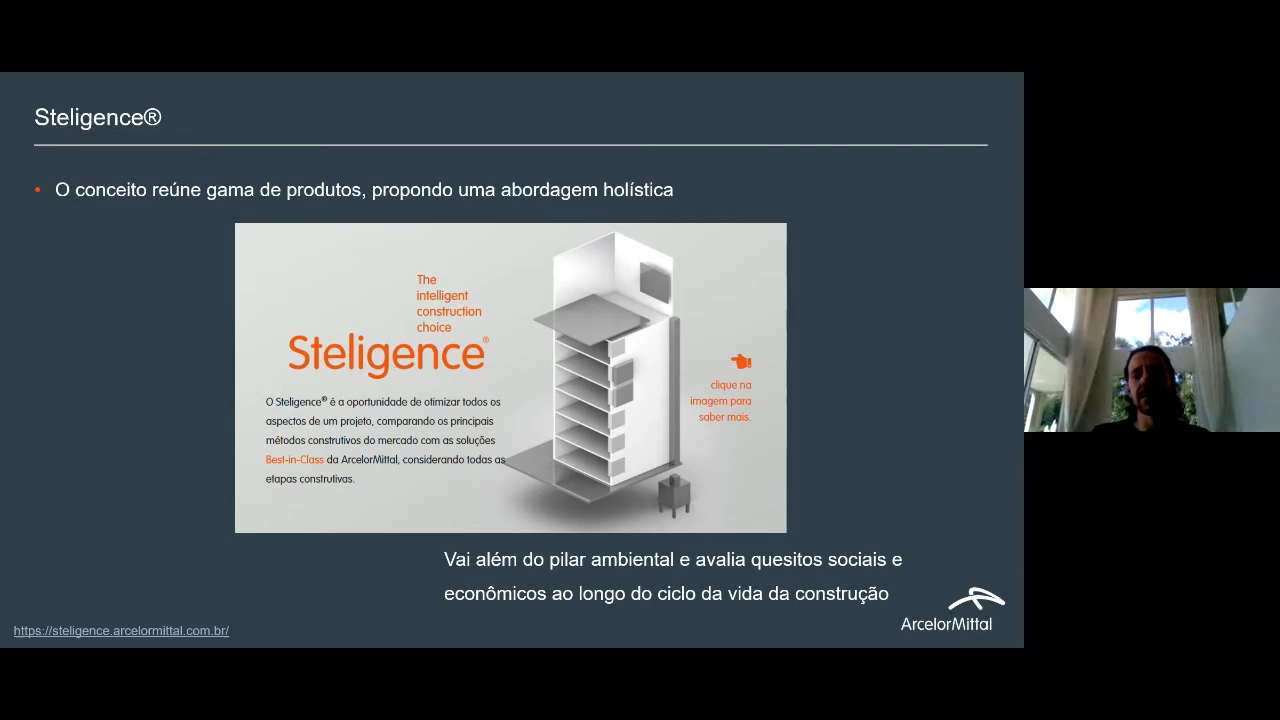 Steligence®
• O conceito reúne gama de produtos, propondo uma abordagem holística
The
intelligent
construction
choice
Steligence®
O Steligence® é a oportunidade de otimizar todos os
aspectos de um projeto, comparando os principais
métodos construtivos do mercado com as soluções
Best-in-Class da ArcelorMittal, considerando todas as
etapas construtivas.
clique na
imagem para
saber mais.
Vai além do pilar ambiental e avalia quesitos sociais e
econômicos ao longo do ciclo da vida da construção
ArcelorMittal
https://steligence.arcelormittal.com.br/